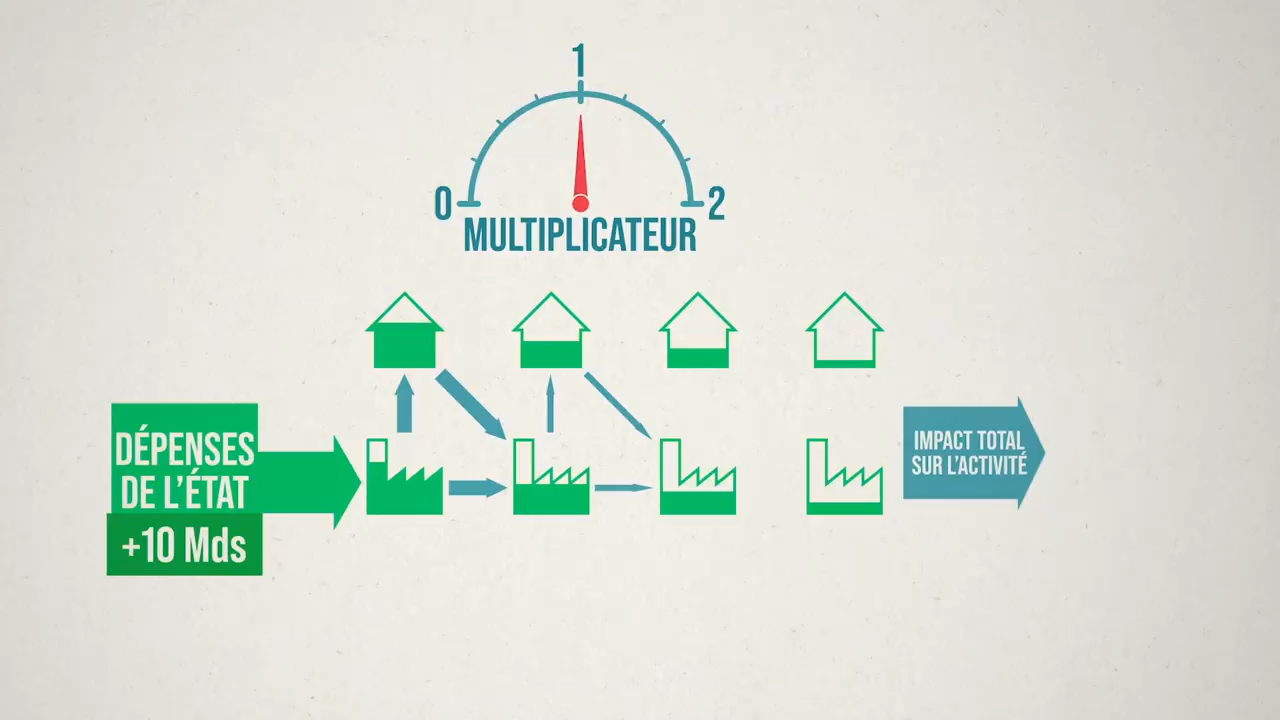 1
0
2
MULTIPLICATEUR
DÉPENSES
DE L'ÉTAT
+10 Mds
IMPACT TOTAL
SUR L'ACTIVITÉ